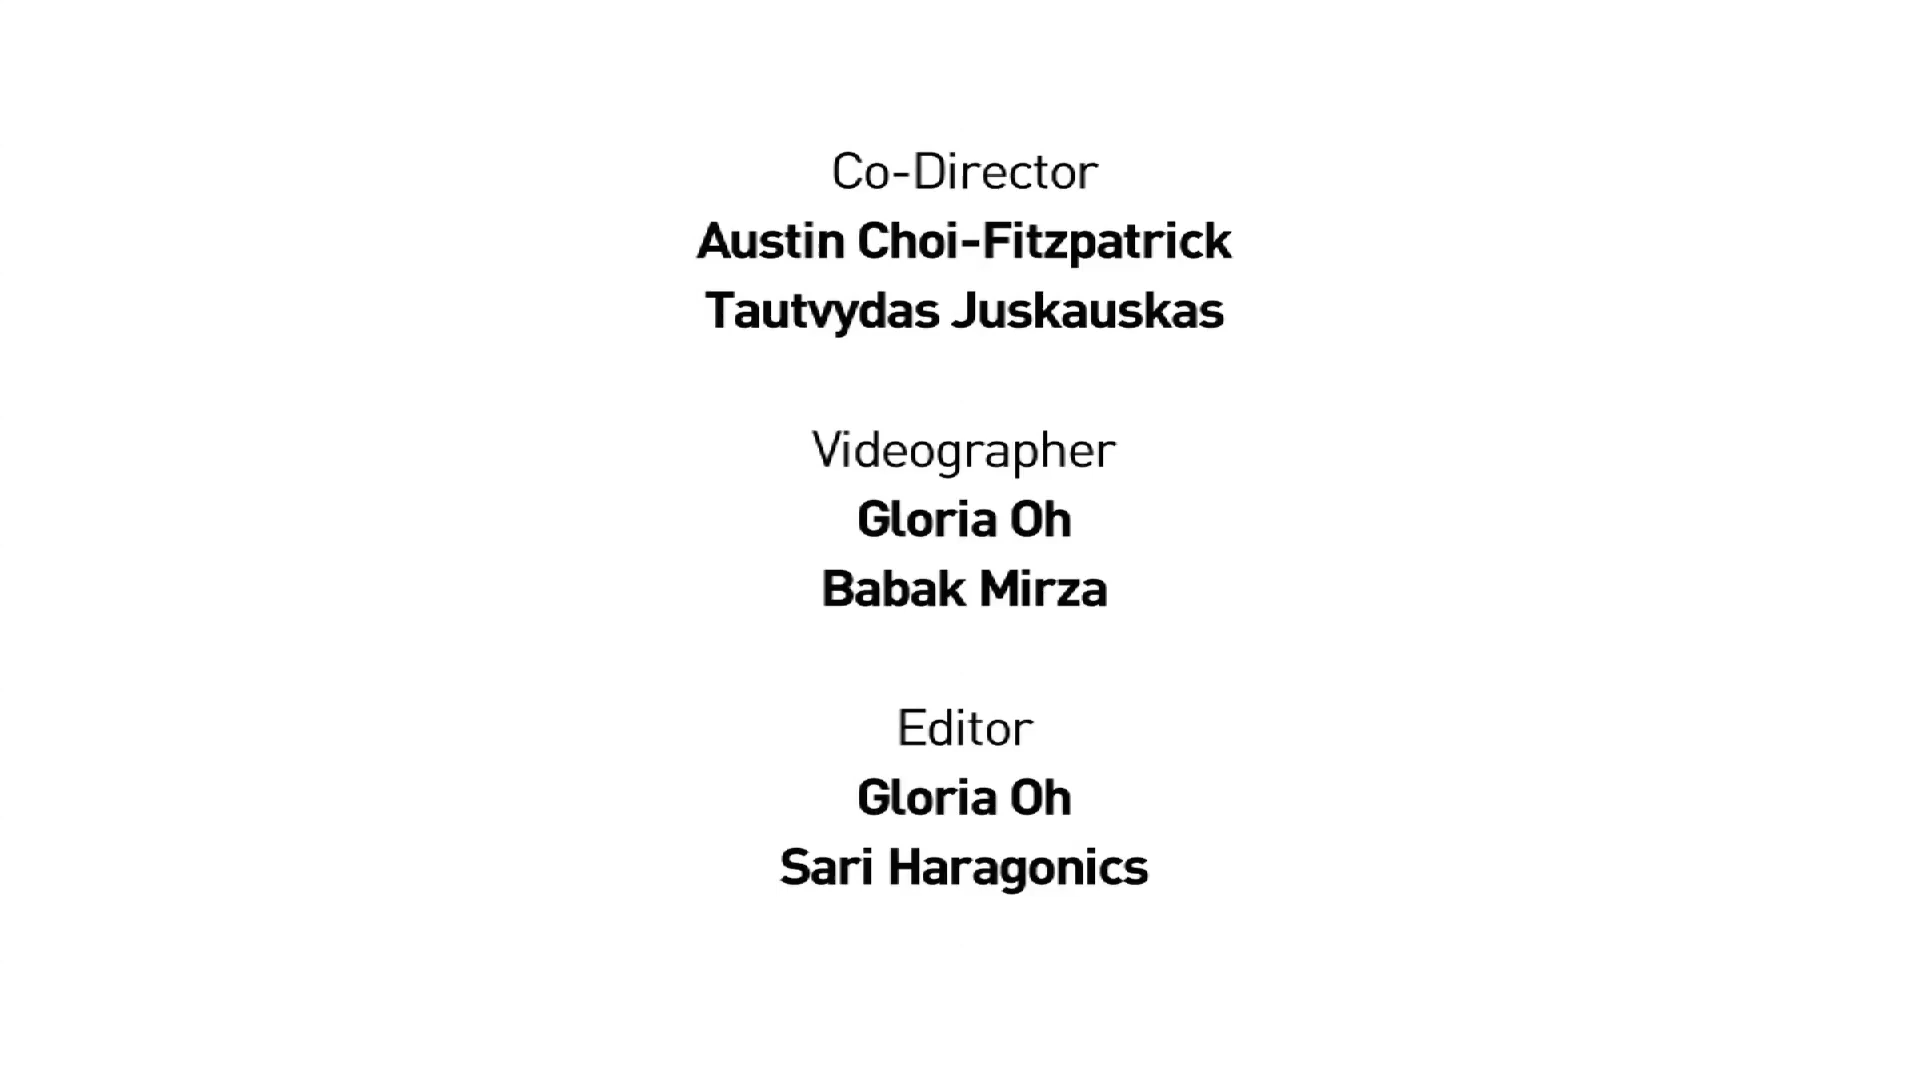 Co-Director
Austin Choi-Fitzpatrick
Tautvydas Juskauskas
Videographer
Gloria Oh
Babak Mirza
Editor
Gloria Oh
Sari Haragonics